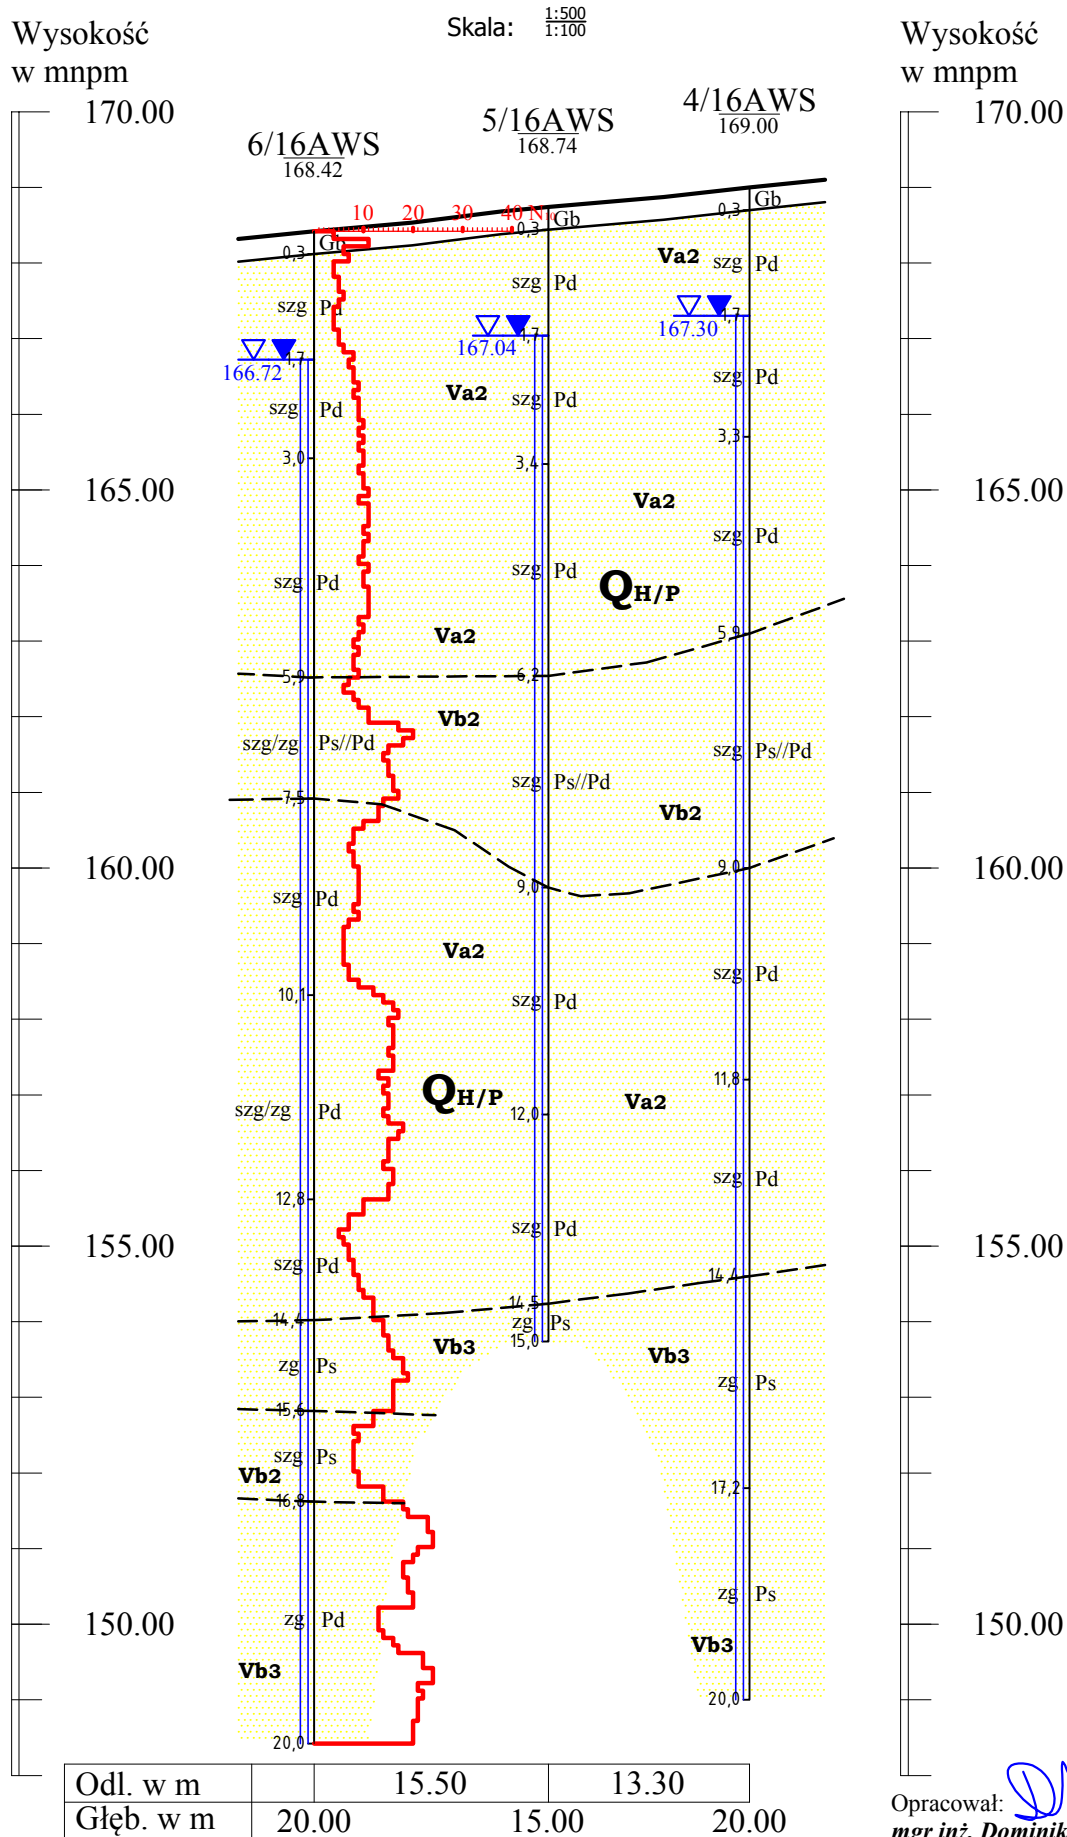 Skala: 1:500
1:100
Wysokość
w mnpm
Wysokość
w mnpm
170.00
170.00
6/16AWS
168.42
5/16AWS
168.74
4/16AWS
169.00
10 20 30 40 N10
Gb
0,3
Gb
0,3
Gb
0,3
Va2
szg Pd
szg Pd
szg Pd
1,7
167.30
1,7
167.04
1,7
166.72
szg Pd
Va2
szg Pd
szg Pd
3,3
3,0
3,4
165.00
165.00
Va2
szg Pd
szg Pd
szg Pd
QH/P
Va2
5,9
5,9
6,2
Vb2
szg/zg Ps//Pd
szg Ps//Pd
szg Ps//Pd
7,5
Vb2
160.00
160.00
9,0
9,0
szg Pd
Va2
szg Pd
szg Pd
10,1
QH/P
11,8
Va2
szg/zg Pd
12,0
12,8
szg Pd
szg Pd
155.00
155.00
szg Pd
14,4
14,5
14,4
zg Ps
15,0
Vb3
Vb3
zg Ps
zg Ps
15,6
szg Ps
Vb2
16,8
17,2
zg Ps
zg Pd
150.00
150.00
Vb3
Vb3
20,0
20,0
Odl. w m 15.50 13.30
Głęb. w m 20.00 15.00 20.00
Opracował:
mgr inż. Dominik